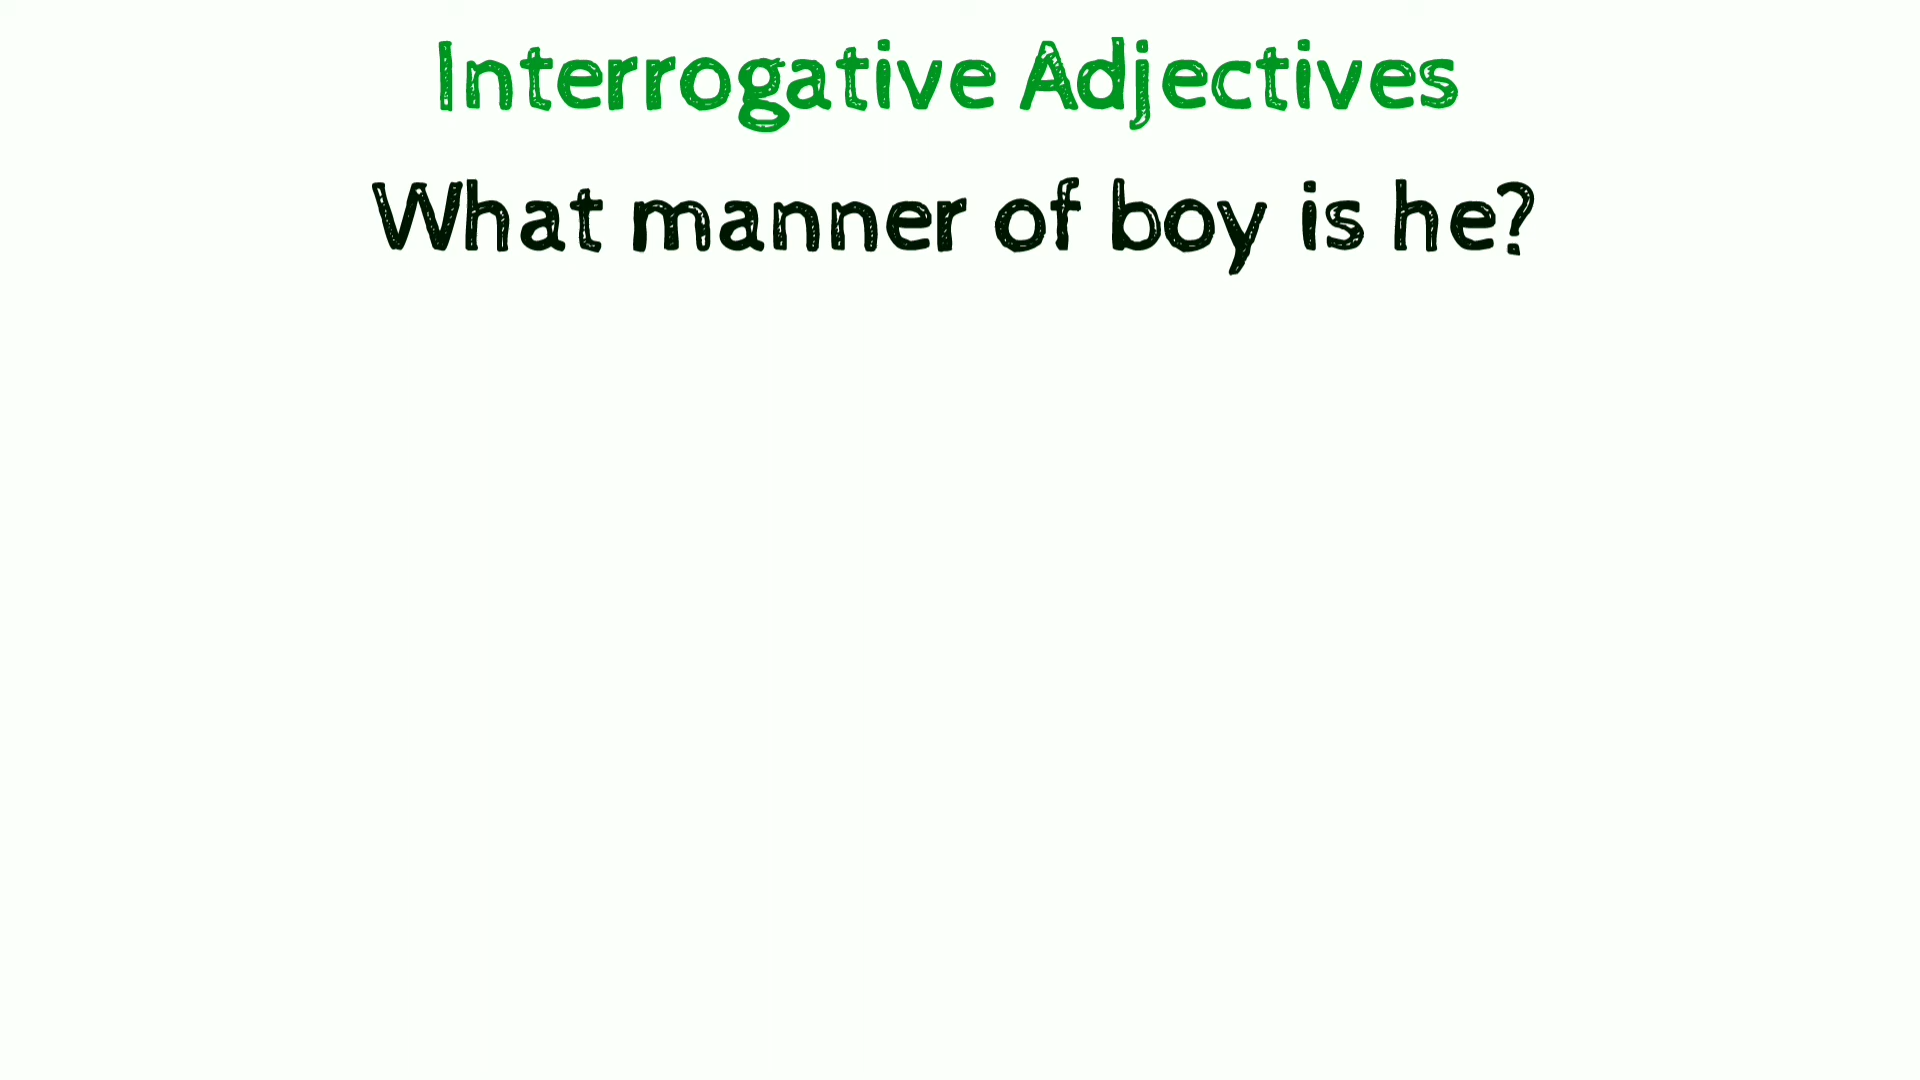 Interrogative Adjectives
What manner of boy is he?